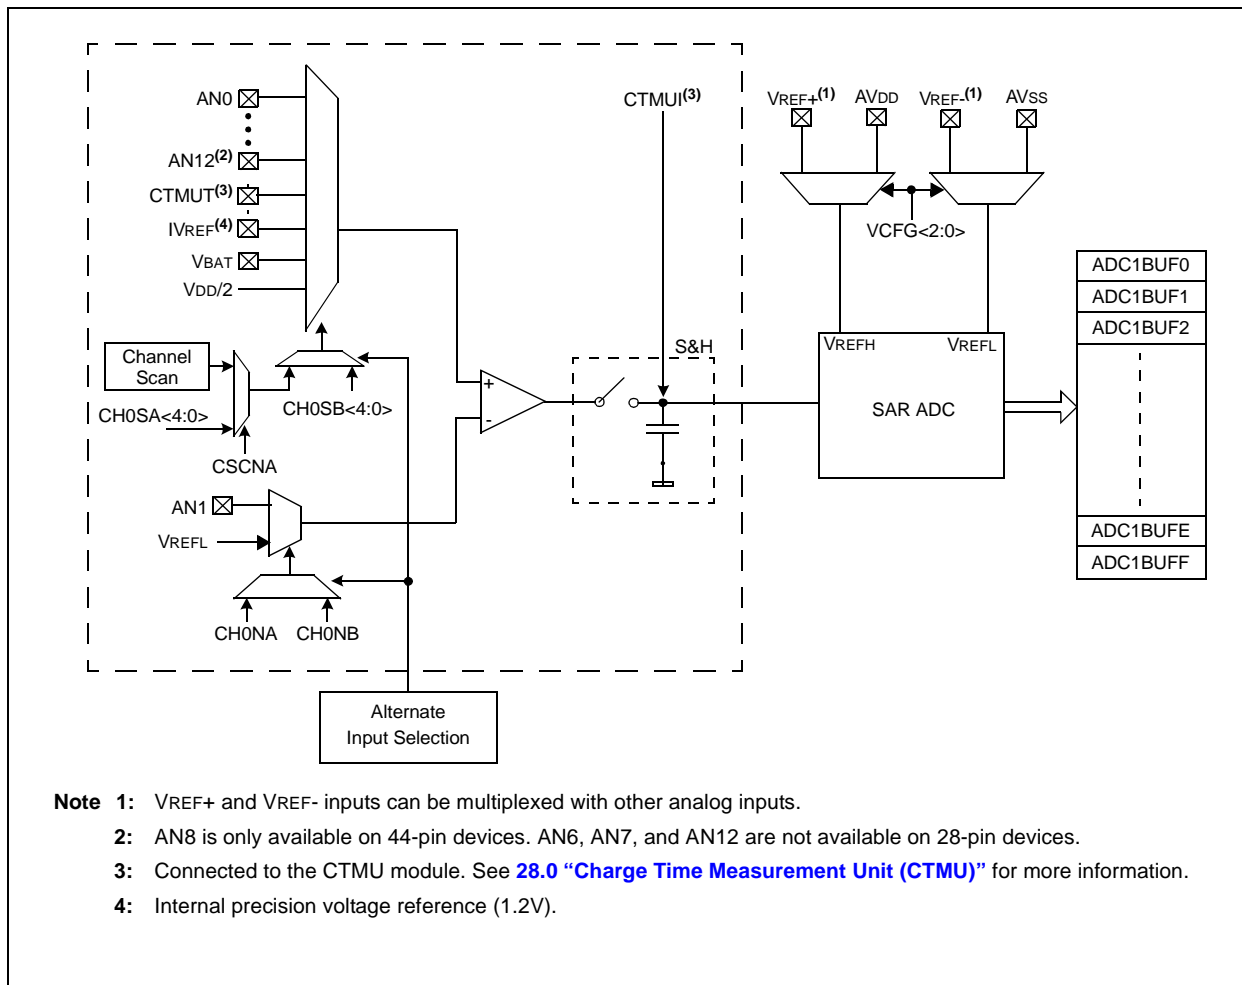 AN0
AN12(2)
CTMUT(3)
IVREF(4)
VBAT
VDD/2
Channel
Scan
CH0SA<4:0>
CSCNA
CH0SB<4:0>
AN1
VREFL
CH0NA
CH0NB
Alternate
Input Selection
+
-
CTMUI(3)
S&H
VREF+(1)
AVDD
VREF-(1)
AVSS
VCFG<2:0>
VREFH
VREFL
SAR ADC
ADC1BUF0
ADC1BUF1
ADC1BUF2
ADC1BUFE
ADC1BUFF
Note 1: VREF+ and VREF- inputs can be multiplexed with other analog inputs.
2: AN8 is only available on 44-pin devices. AN6, AN7, and AN12 are not available on 28-pin devices.
3: Connected to the CTMU module. See 28.0 “Charge Time Measurement Unit (CTMU)” for more information.
4: Internal precision voltage reference (1.2V).